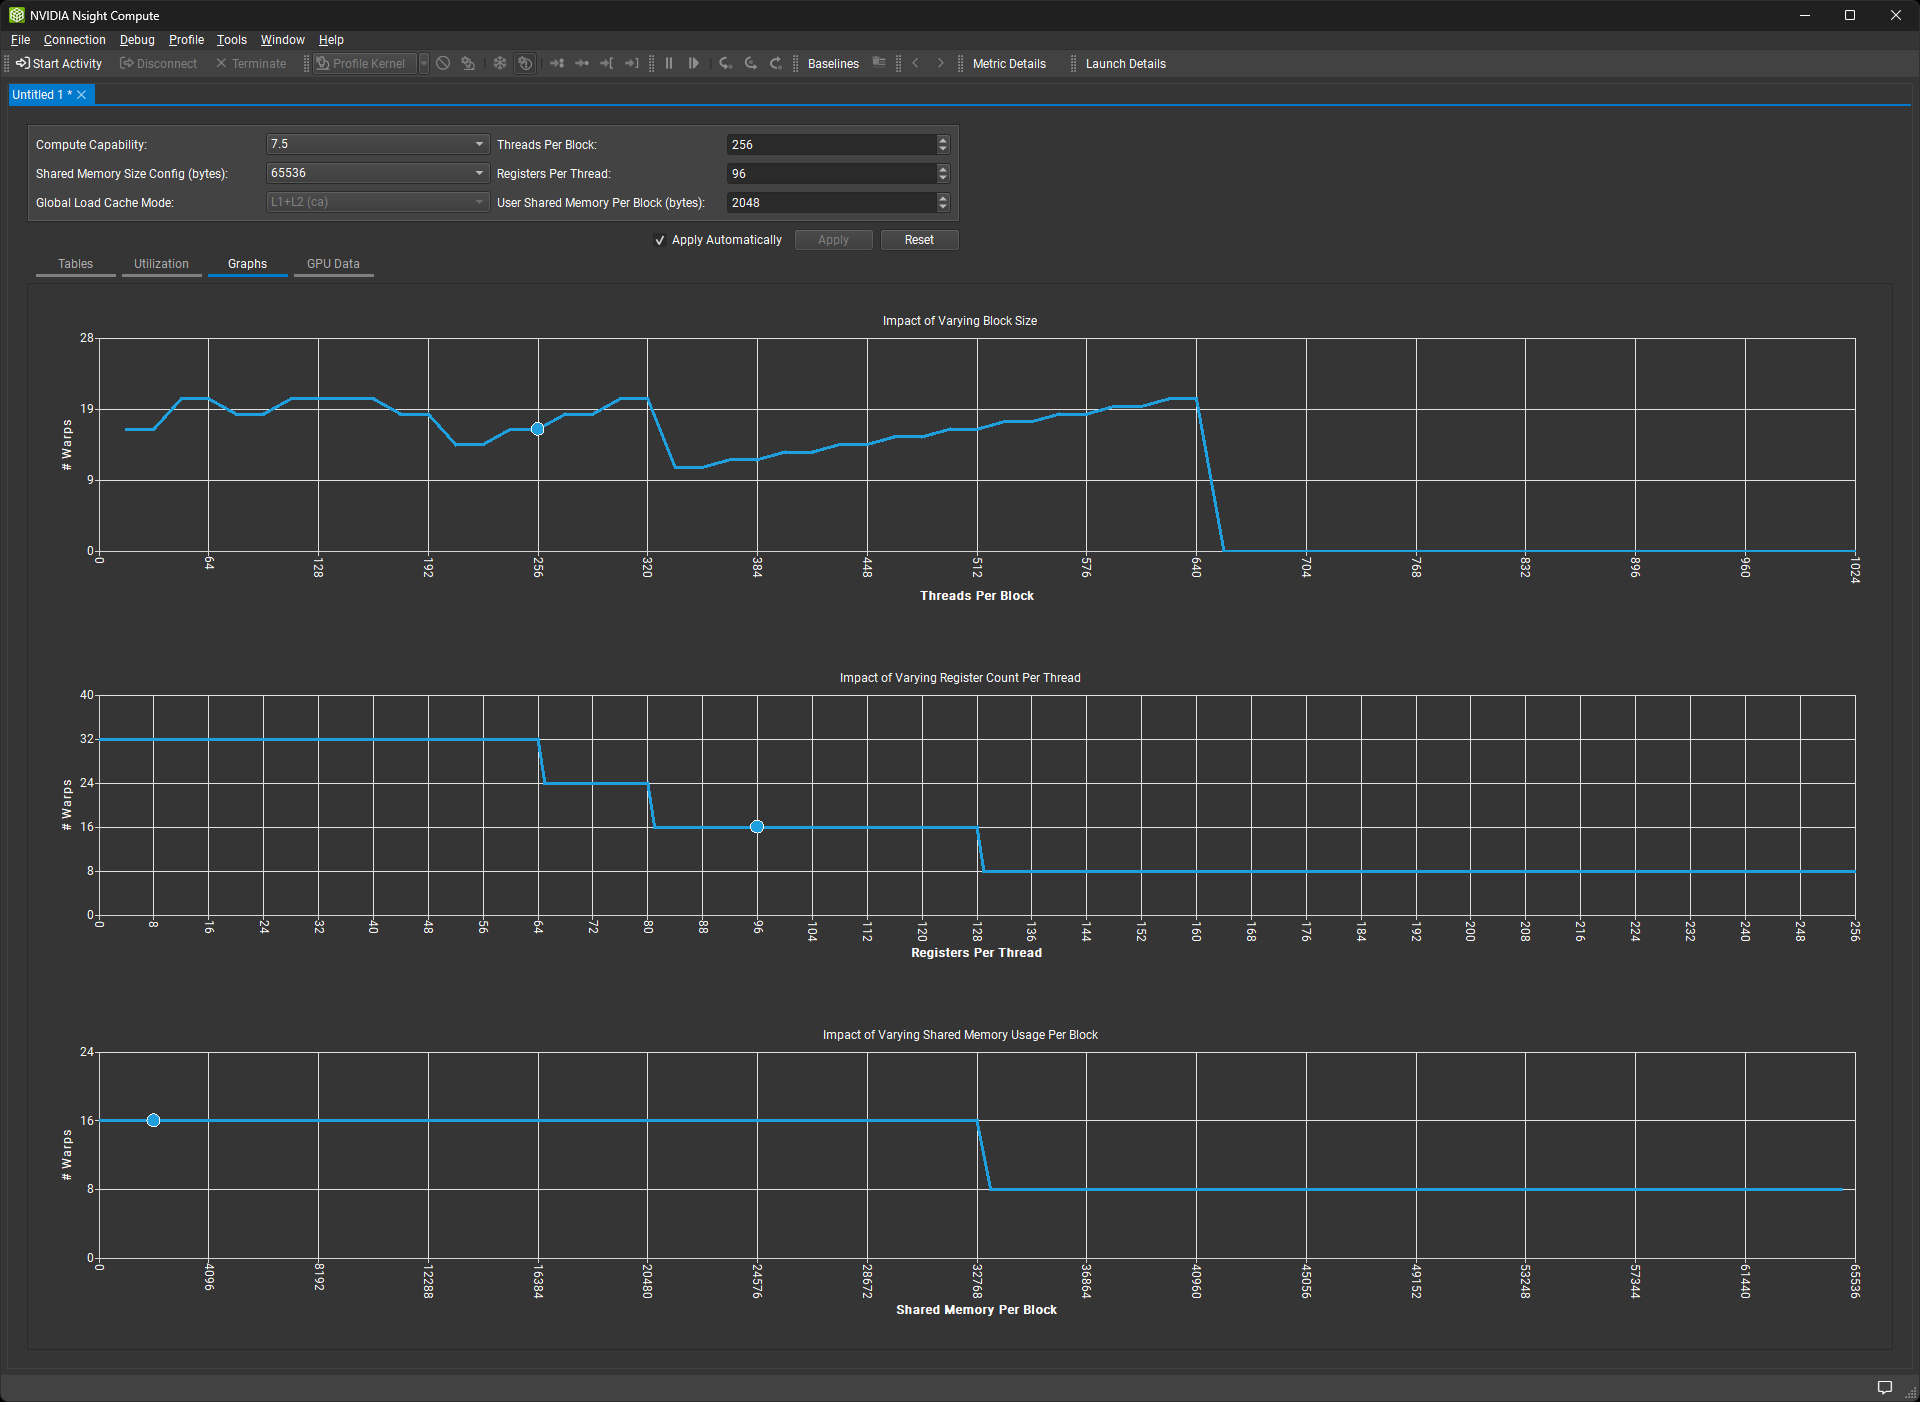 NVIDIA Nsight Compute
File Connection Debug Profile Tools Window Help
Start Activity Disconnect Terminate Profile Kernel Baselines Metric Details Launch Details
Untitled 1 *
Compute Capability: 7.5 Threads Per Block: 256
Shared Memory Size Config (bytes): 65536 Registers Per Thread: 96
Global Load Cache Mode: L1+L2 (ca) User Shared Memory Per Block (bytes): 2048
Apply Automatically Apply Reset
Tables Utilization Graphs GPU Data
Impact of Varying Block Size
28
19
9
0
# Warps
0 64 128 192 256 320 384 448 512 576 640 704 768 832 896 960 1024
Threads Per Block
Impact of Varying Register Count Per Thread
40
32
24
16
8
0
# Warps
0 8 16 24 32 40 48 56 64 72 80 88 96 104 112 120 128 136 144 152 160 168 176 184 192 200 208 216 224 232 240 248 256
Registers Per Thread
Impact of Varying Shared Memory Usage Per Block
24
16
8
0
# Warps
0 4096 8192 12288 16384 20480 24576 28672 32768 36864 40960 45056 49152 53248 57344 61440 65536
Shared Memory Per Block